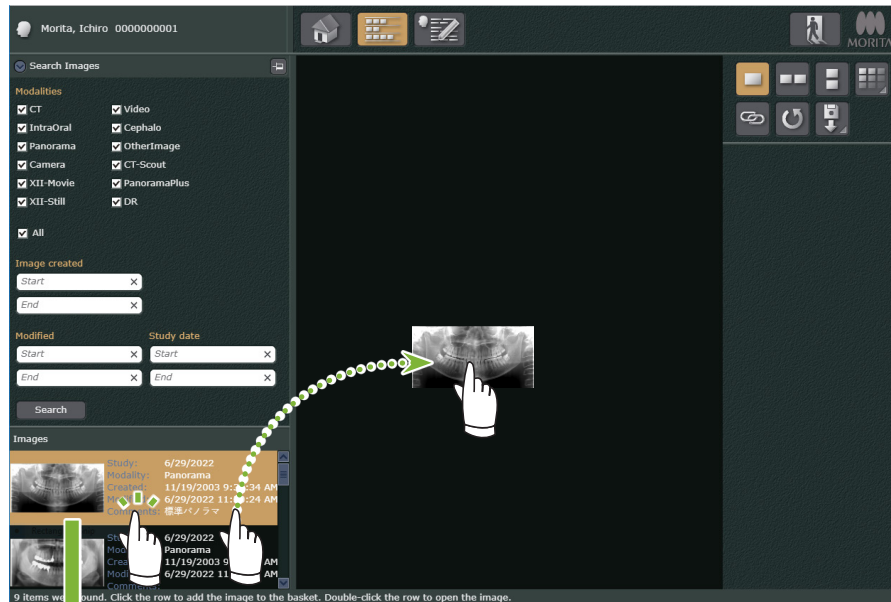 Morita, Ichiro 0000000001
MORITA
Search Images
Modalities
CT
Video
IntraOral
Cephalo
Panorama
OtherImage
Camera
CT-Scout
XII-Movie
PanoramaPlus
XII-Still
DR
All
Image created
Start
End
Modified Study date
Start Start
End End
Search
Images
Study: 6/29/2022
Modality: Panorama
Created: 11/19/2003 9: :34 AM
6/29/2022 11: :24 AM
Comments: 標準パノラマ
6/29/2022
Panorama
11/19/2003 9 AM
6/29/2022 11 AM
Comments:
9 items found. Click the row to add the image to the basket. Double-click the row to open the image.